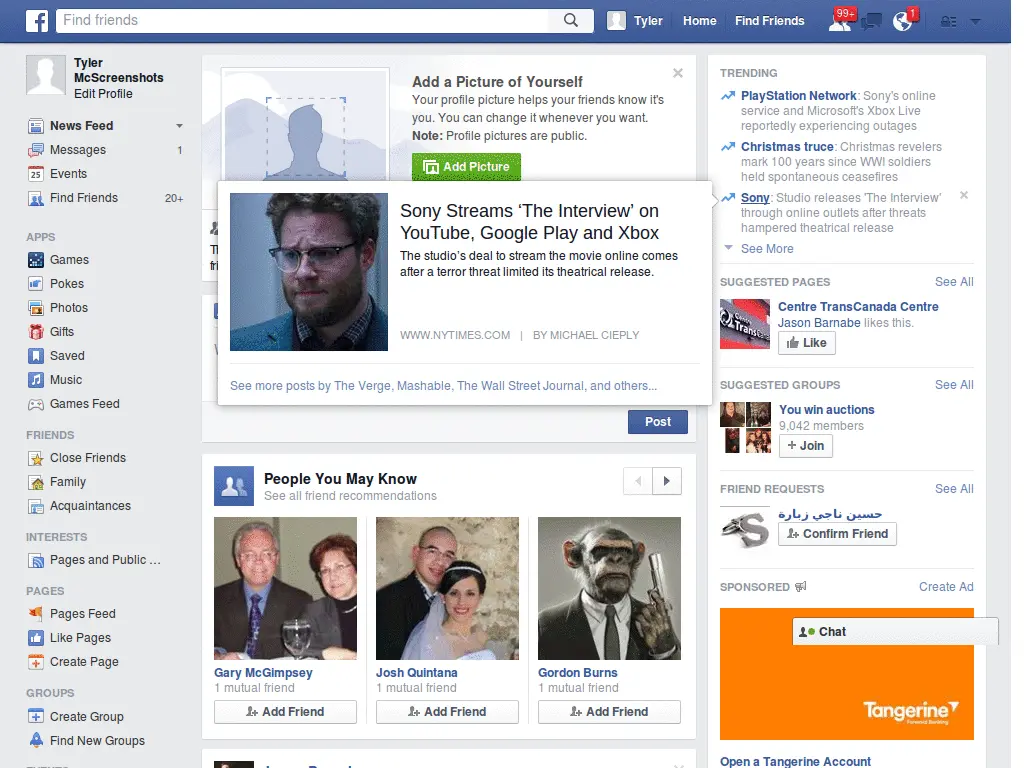 Find friends
Tyler
Home
Find Friends
99+
1
Tyler
McScreenshots
Edit Profile
News Feed
Messages 1
25 Events
Find Friends 20+
APPS
Games
Pokes
Photos
Gifts
Saved
Music
Games Feed
FRIENDS
Close Friends
Family
Acquaintances
INTERESTS
Pages and Public ...
PAGES
Pages Feed
Like Pages
Create Page
GROUPS
Create Group
Find New Groups
Add a Picture of Yourself
Your profile picture helps your friends know it's
you. You can change it whenever you want.
Note: Profile pictures are public.
Add Picture
Sony Streams ‘The Interview’ on
YouTube, Google Play and Xbox
The studio’s deal to stream the movie online comes
after a terror threat limited its theatrical release.
WWW.NYTIMES.COM | BY MICHAEL CIEPLY
See more posts by The Verge, Mashable, The Wall Street Journal, and others...
Post
People You May Know
See all friend recommendations
Gary McGimpsey
1 mutual friend
Add Friend
Josh Quintana
1 mutual friend
Add Friend
Gordon Burns
1 mutual friend
Add Friend
TRENDING
PlayStation Network: Sony's online
service and Microsoft's Xbox Live
reportedly experiencing outages
Christmas truce: Christmas revelers
mark 100 years since WWI soldiers
held spontaneous ceasefires
Sony: Studio releases 'The Interview'
through online outlets after threats
hampered theatrical release
See More
SUGGESTED PAGES See All
Centre TransCanada Centre
Jason Barnabe likes this.
Like
SUGGESTED GROUPS See All
You win auctions
9,042 members
+ Join
FRIEND REQUESTS See All
حسين ناجي زبارة
Confirm Friend
SPONSORED Create Ad
Chat
Tangerine
Forward Banking
Open a Tangerine Account